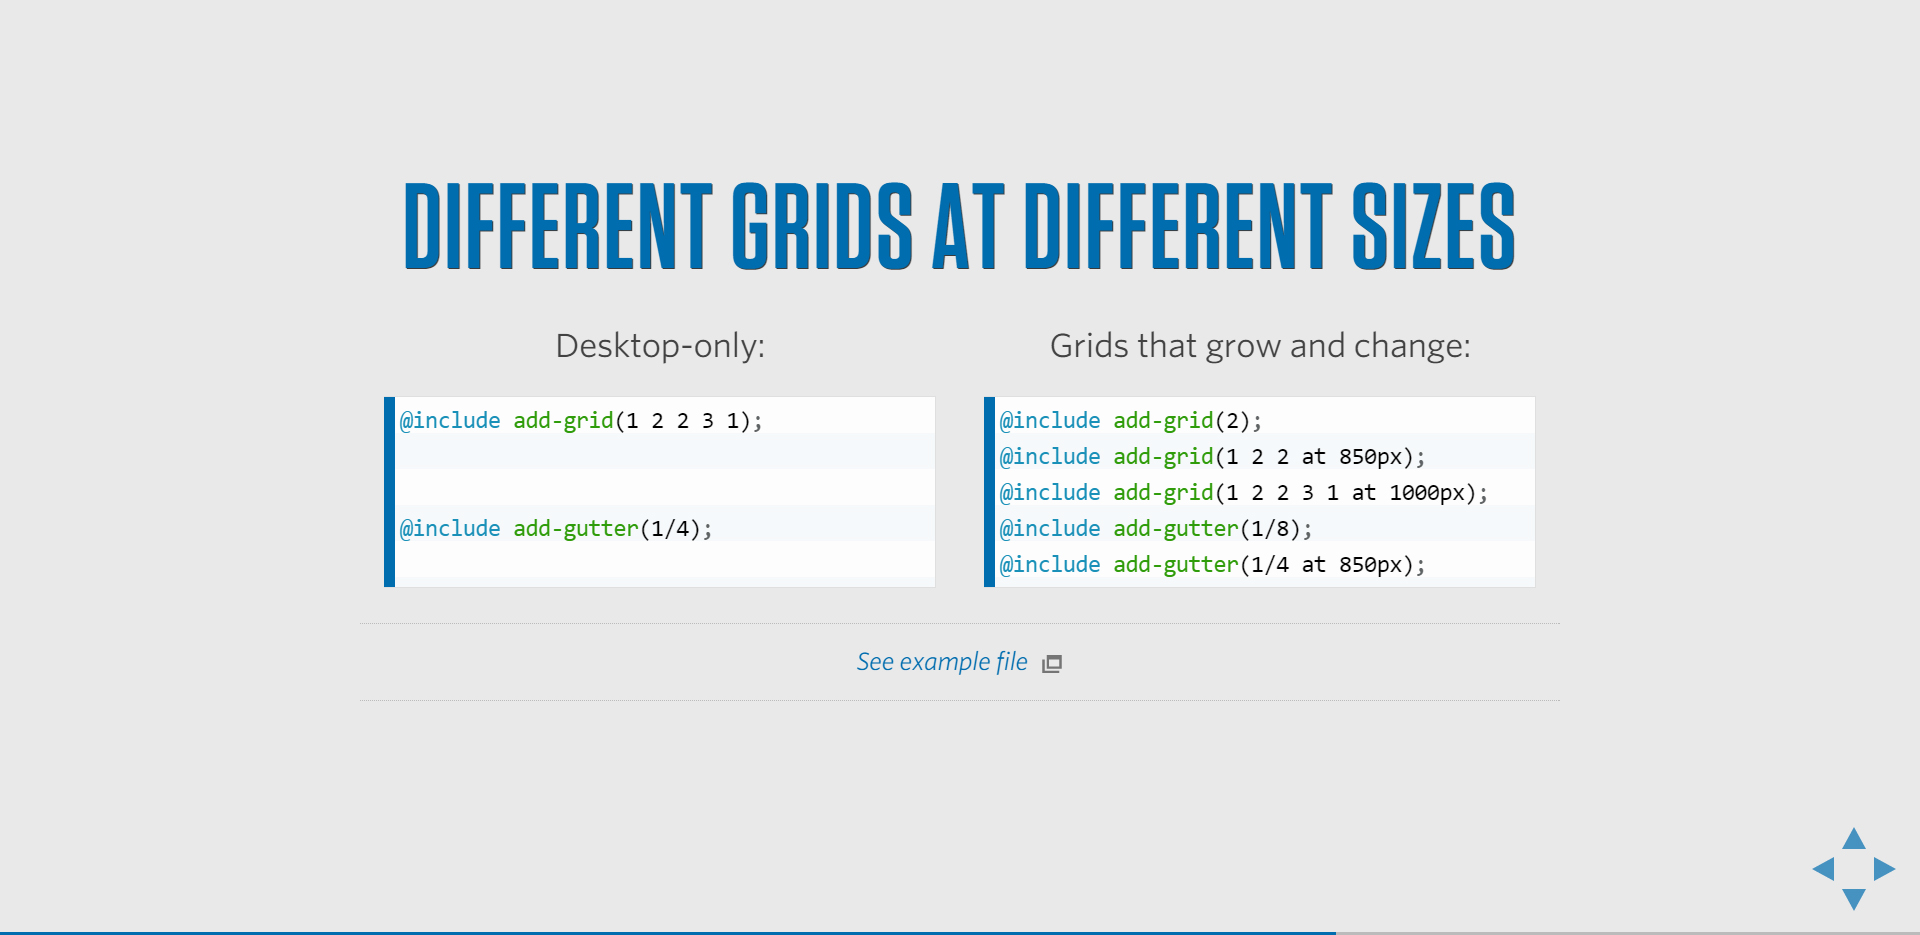 DIFFERENT GRIDS AT DIFFERENT SIZES
Desktop-only:
@include add-grid(1 2 2 3 1);
@include add-gutter(1/4);
Grids that grow and change:
@include add-grid(2);
@include add-grid(1 2 2 at 850px);
@include add-grid(1 2 2 3 1 at 1000px);
@include add-gutter(1/8);
@include add-gutter(1/4 at 850px);
See example file